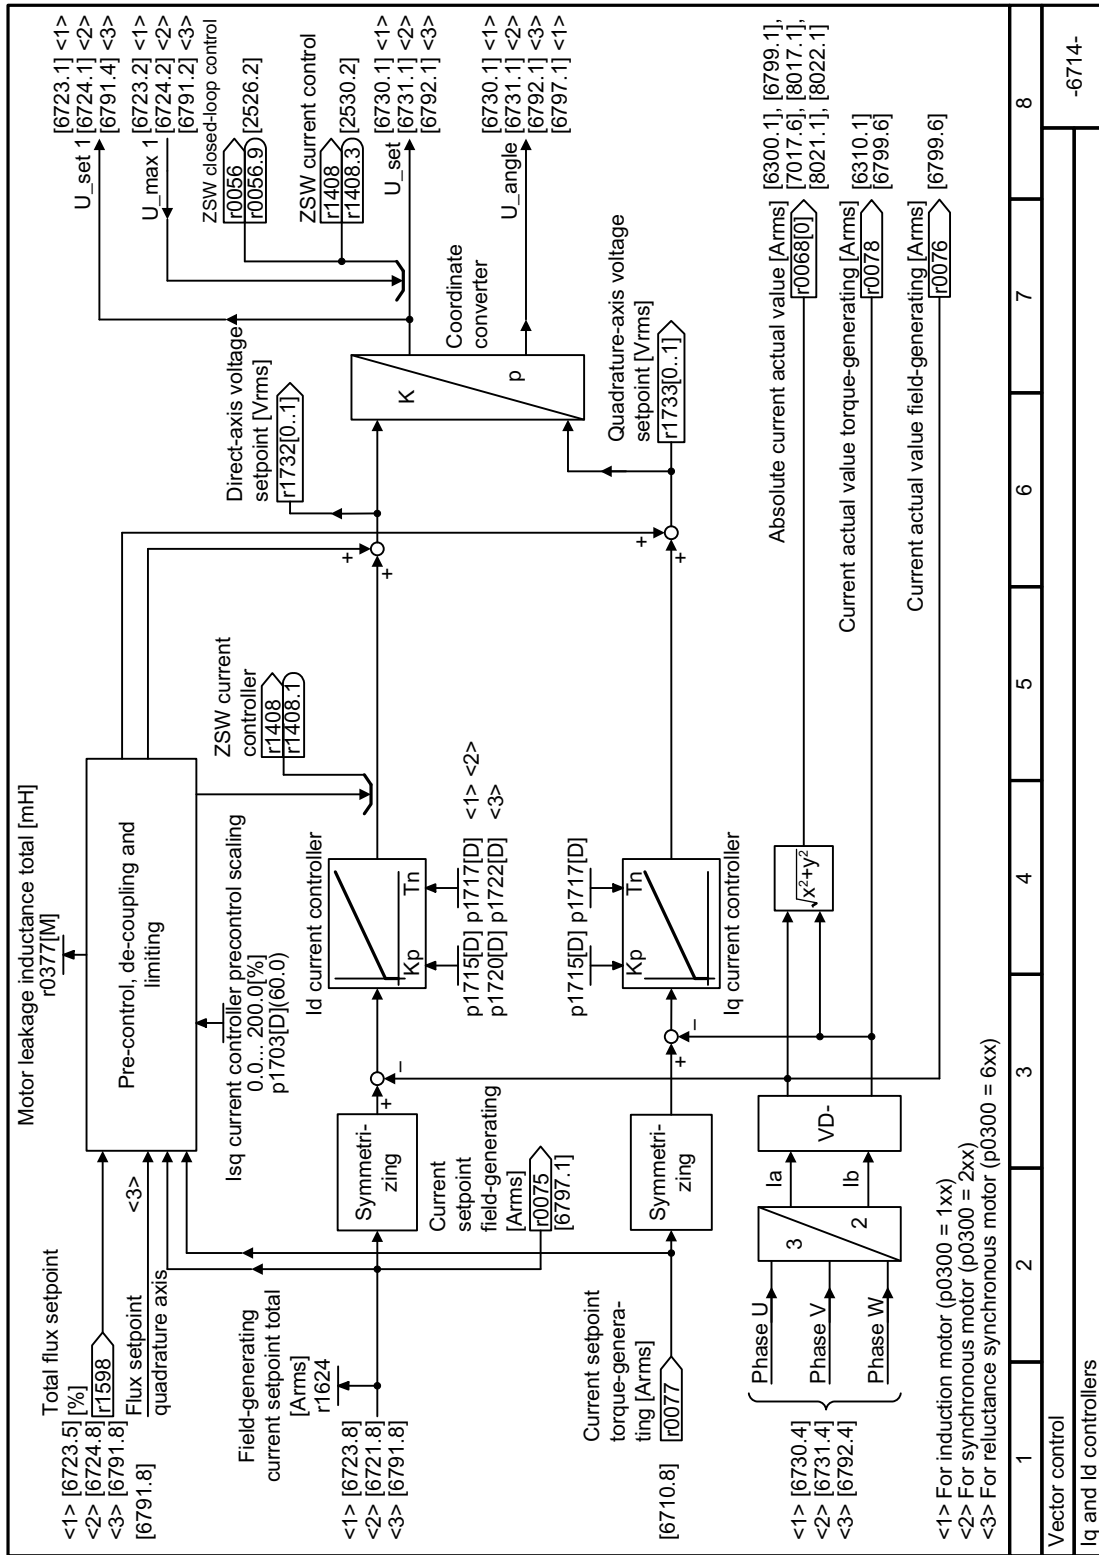 Motor leakage inductance total [mH]
r0377[M]
Pre-control, de-coupling and
limiting
Isq current controller precontrol scaling
0.0... 200.0[%]
p1703[D](60.0)
Total flux setpoint
[%]
<1> [6723.5]
<2> [6724.8]
<3> [6791.8]
r1598
Flux setpoint
quadrature axis
<3>
[6791.8]
Field-generating
current setpoint total
[Arms]
r1624
<1> [6723.8]
<2> [6721.8]
<3> [6791.8]
Symmetri-
zing
Current
setpoint
field-generating
[Arms]
r0075
[6797.1]
Id current controller
Kp
Tn
p1715[D] p1717[D] <1> <2>
p1720[D] p1722[D] <3>
ZSW current
controller
r1408
r1408.1
Direct-axis voltage
setpoint [Vrms]
r1732[0..1]
K
p
Coordinate
converter
U_set 1
[6723.1] <1>
[6724.1] <2>
[6791.4] <3>
U_max 1
[6723.2] <1>
[6724.2] <2>
[6791.2] <3>
ZSW closed-loop control
r0056
r0056.9
[2526.2]
ZSW current control
r1408
r1408.3
[2530.2]
U_set
[6730.1] <1>
[6731.1] <2>
[6792.1] <3>
U_angle
[6730.1] <1>
[6731.1] <2>
[6792.1] <3>
[6797.1] <1>
Current setpoint
torque-genera-
ting [Arms]
[6710.8]
r0077
Symmetri-
zing
p1715[D] p1717[D]
Kp
Tn
Iq current controller
Quadrature-axis voltage
setpoint [Vrms]
r1733[0..1]
+
−
+
−
+
+
+
+
<1> [6730.4]
<2> [6731.4]
<3> [6792.4]
Phase U
Phase V
Phase W
3
2
Ia
Ib
VD-
√x²+y²
Absolute current actual value [Arms]
r0068[0]
[6300.1], [6799.1],
[7017.6], [8017.1],
[8021.1], [8022.1]
Current actual value torque-generating [Arms]
r0078
[6310.1]
[6799.6]
Current actual value field-generating [Arms]
r0076
[6799.6]
<1> For induction motor (p0300 = 1xx)
<2> For synchronous motor (p0300 = 2xx)
<3> For reluctance synchronous motor (p0300 = 6xx)
1 2 3 4 5 6 7 8
Vector control
-6714-
Iq and Id controllers